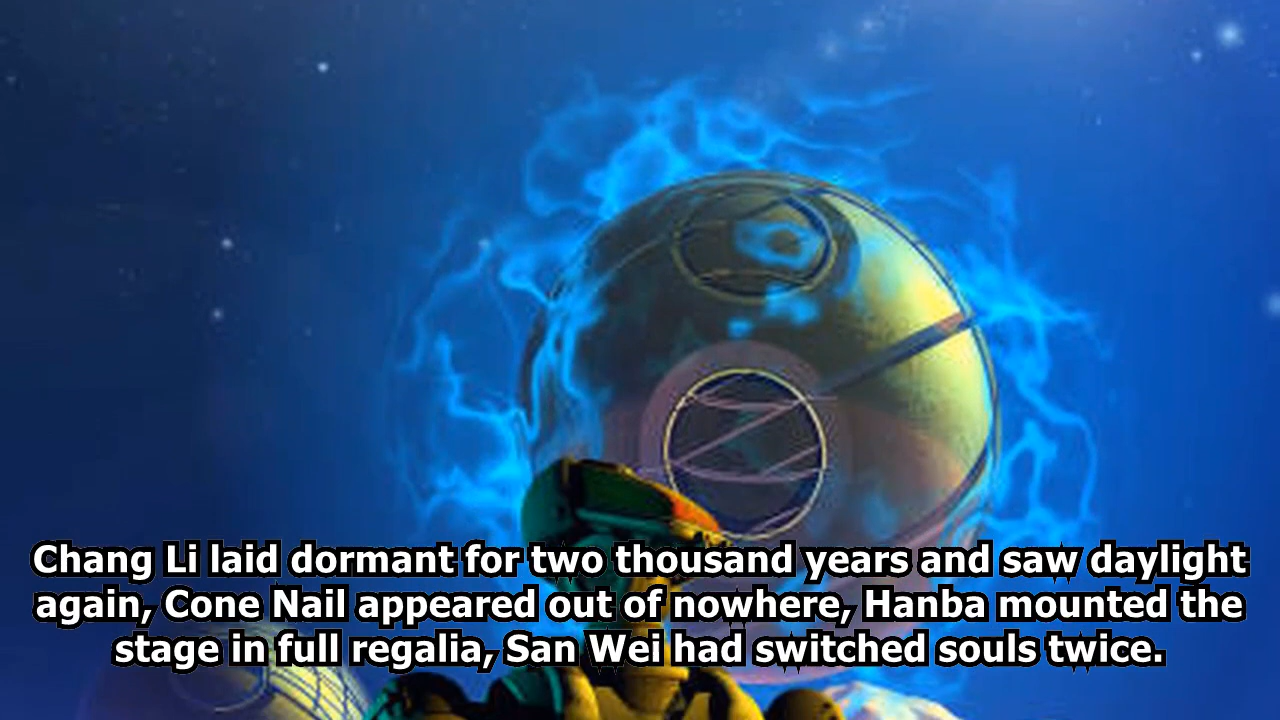 Chang Li laid dormant for two thousand years and saw daylight
again, Cone Nail appeared out of nowhere, Hanba mounted the
stage in full regalia, San Wei had switched souls twice.